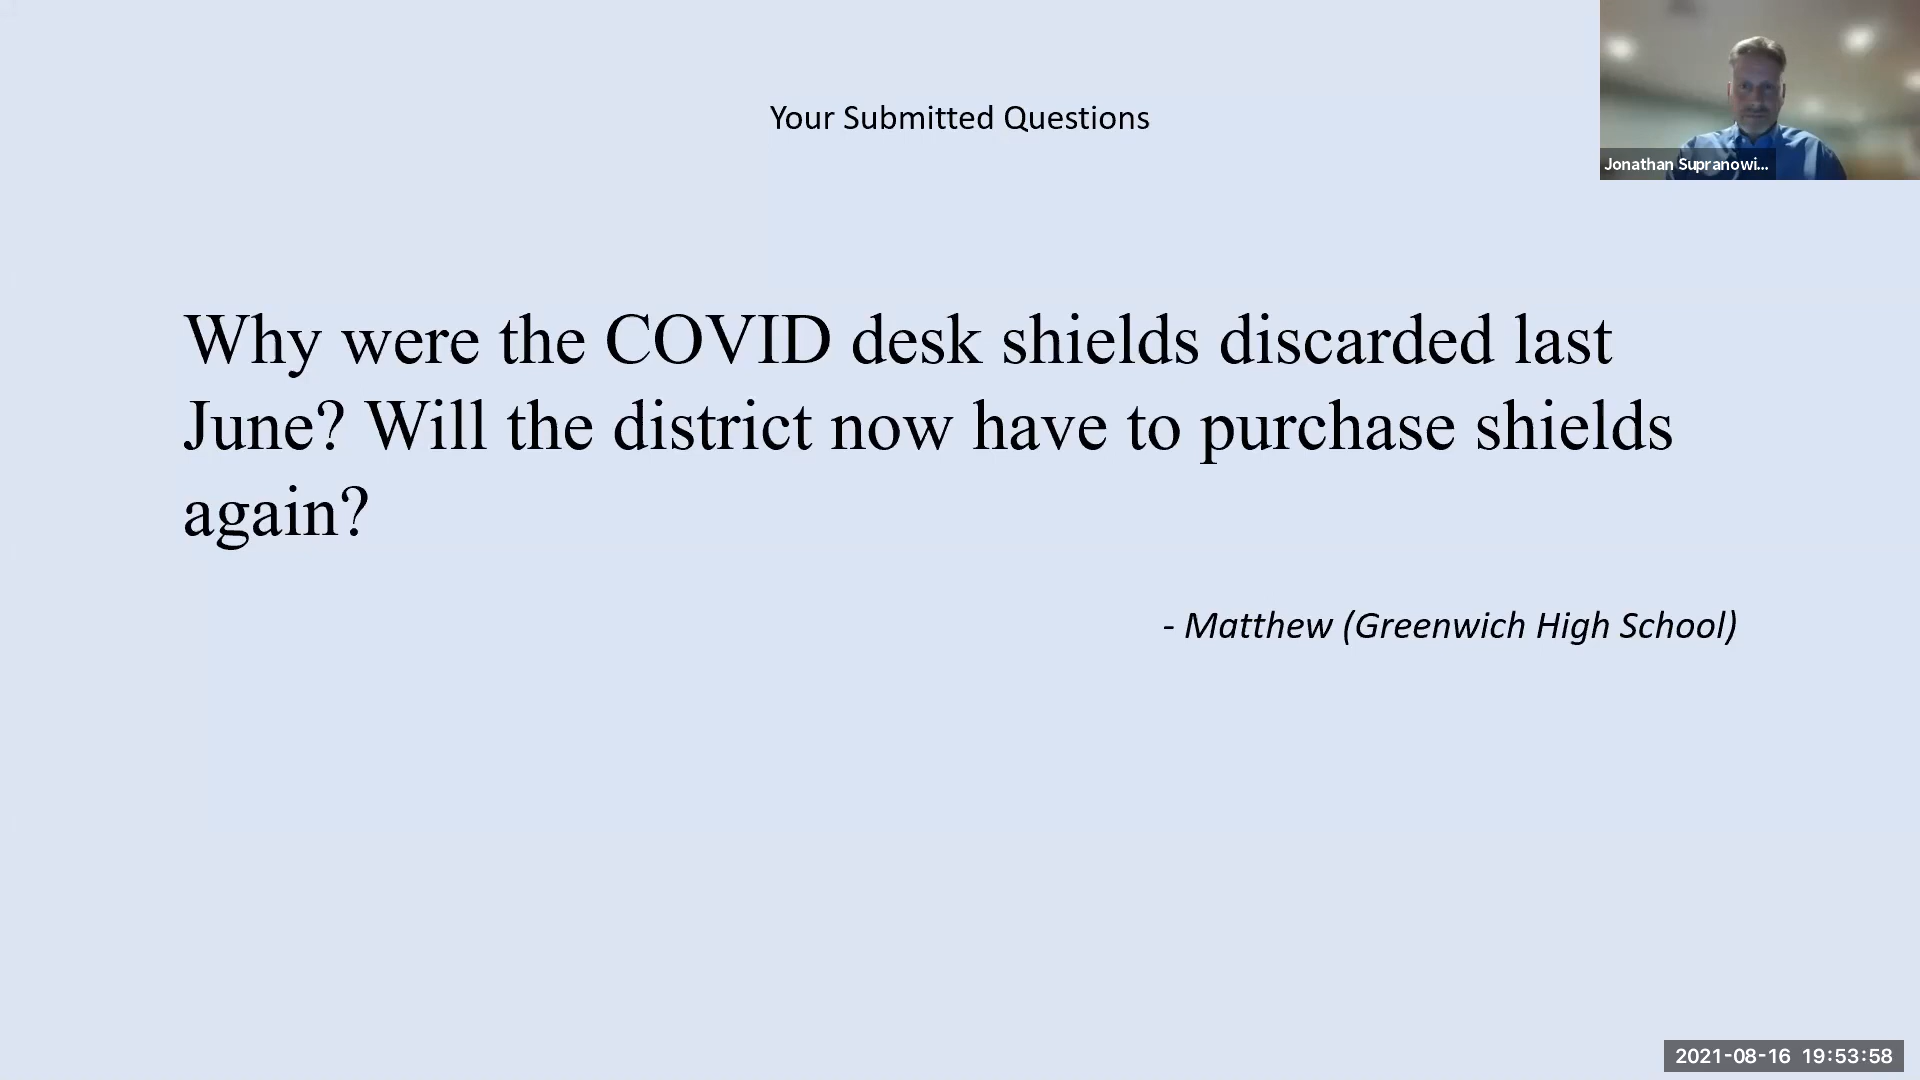 Your Submitted Questions
Jonathan Supranowi...
Why were the COVID desk shields discarded last
June? Will the district now have to purchase shields
again?
- Matthew (Greenwich High School)
2021-08-16 19:53:58